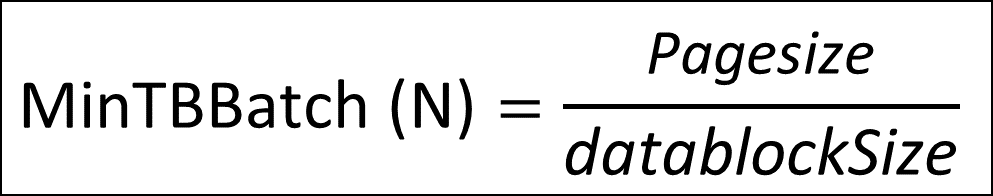 MinTBBatch (N) = Pagesize / datablockSize